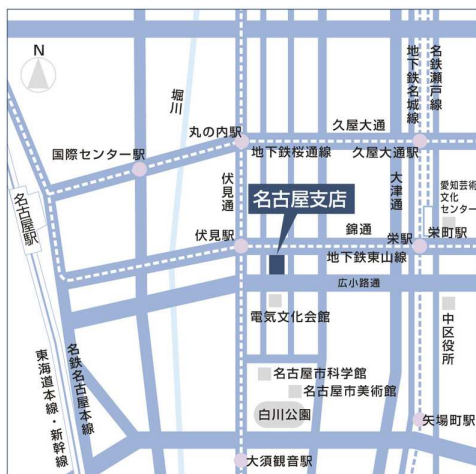 N
堀川
地下鉄名城線
名鉄瀬戸線
丸の内駅
久屋大通
国際センター駅
地下鉄桜通線
久屋大通駅
伏見通
大津通
愛知芸術
文化
センター
名古屋支店
名古屋駅
伏見駅
錦通
栄駅
栄町駅
地下鉄東山線
広小路通
電気文化会館
中区役所
名鉄名古屋本線
東海道本線・新幹線
名古屋市科学館
名古屋市美術館
白川公園
矢場町駅
大須観音駅